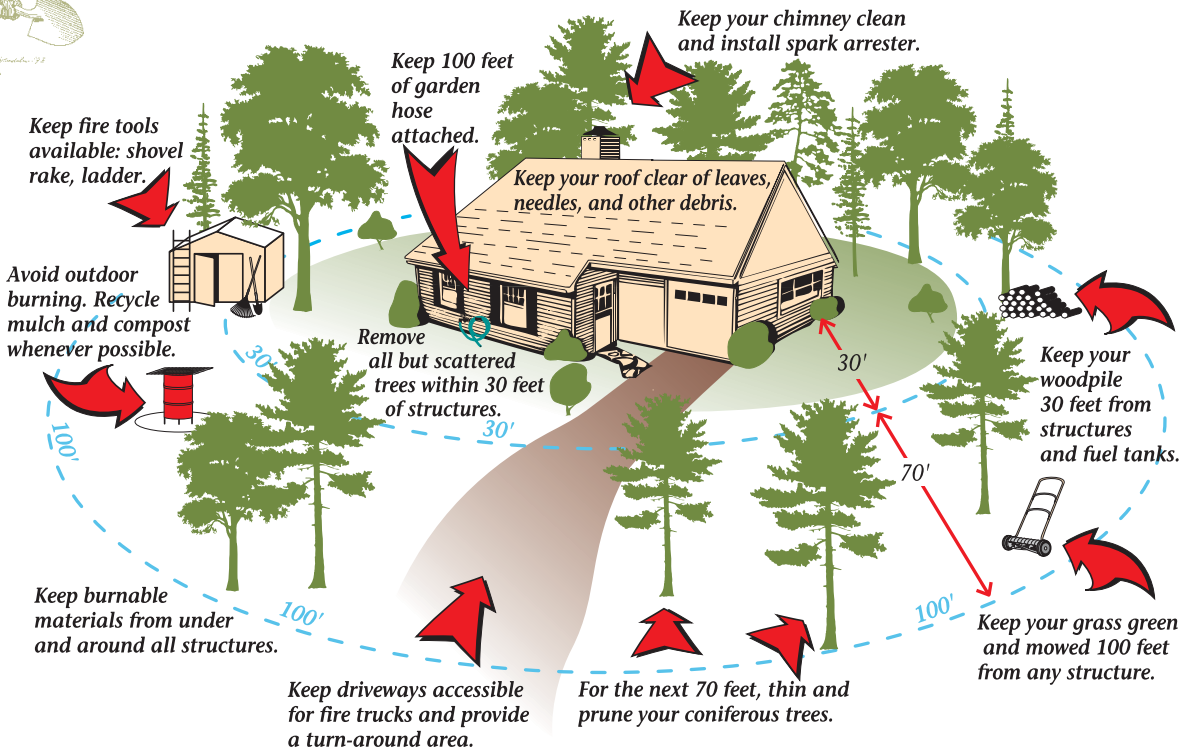 Keep your chimney clean
and install spark arrester.
Keep 100 feet
of garden
hose
attached.
Keep fire tools
available: shovel
rake, ladder.
Keep your roof clear of leaves,
needles, and other debris.
Avoid outdoor
burning. Recycle
mulch and compost
whenever possible.
Remove
all but scattered
trees within 30 feet
of structures.
30'
30'
30'
Keep your
woodpile
30 feet from
structures
and fuel tanks.
100'
70'
Keep burnable
materials from under
and around all structures.
100'
100'
Keep your grass green
and mowed 100 feet
from any structure.
Keep driveways accessible
for fire trucks and provide
a turn-around area.
For the next 70 feet, thin and
prune your coniferous trees.